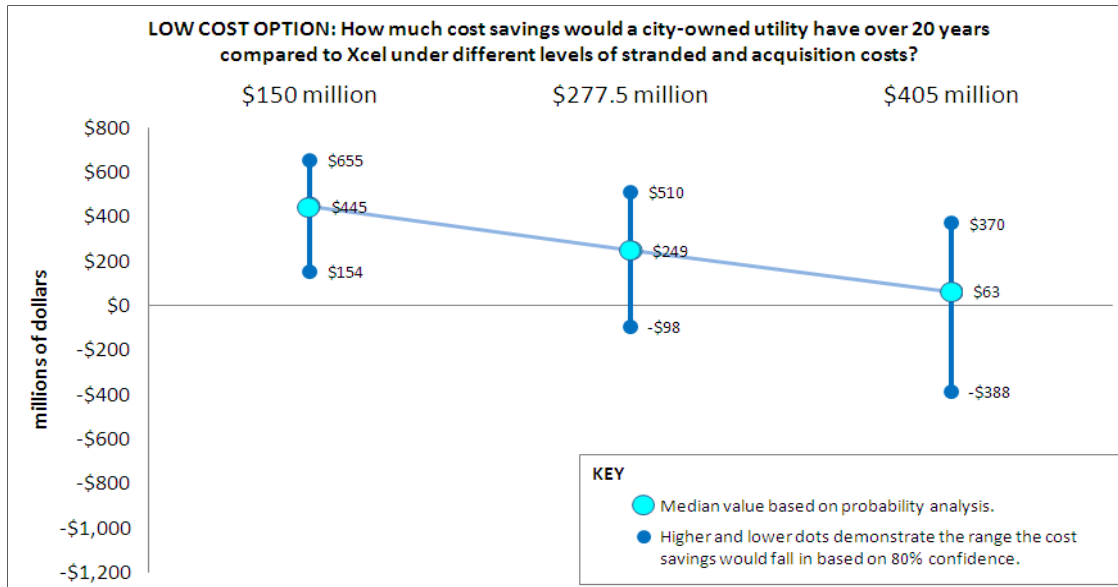 LOW COST OPTION: How much cost savings would a city-owned utility have over 20 years
compared to Xcel under different levels of stranded and acquisition costs?
$150 million
$277.5 million
$405 million
millions of dollars
$800
$600
$400
$200
$0
-$200
-$400
-$600
-$800
-$1,000
-$1,200
$655
$445
$154
$510
$249
-$98
$370
$63
-$388
KEY
Median value based on probability analysis.
Higher and lower dots demonstrate the range the cost
savings would fall in based on 80% confidence.